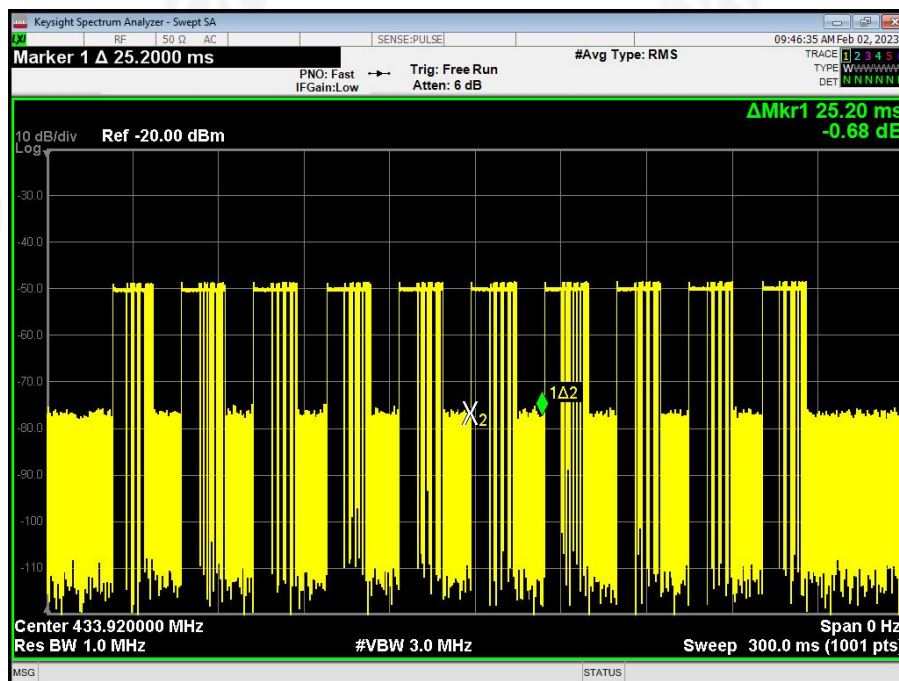 Keysight Spectrum Analyzer - Swept SA
LXI RF 50 Ω AC SENSE:PULSE 09:46:35 AM Feb 02, 2023
Marker 1 Δ 25.2000 ms
PNO: Fast
IFGain:Low
Trig: Free Run
Atten: 6 dB
#Avg Type: RMS
TRACE 1 2 3 4 5
TYPE W
DET N N N N N
ΔMkr1 25.20 ms
-0.68 dB
10 dB/div
Log
Ref -20.00 dBm
-30.0
-40.0
-50.0
-60.0
-70.0
-80.0
-90.0
-100
-110
1Δ2
X2
Center 433.920000 MHz
Res BW 1.0 MHz
#VBW 3.0 MHz
Span 0 Hz
Sweep 300.0 ms (1001 pts)
MSG STATUS